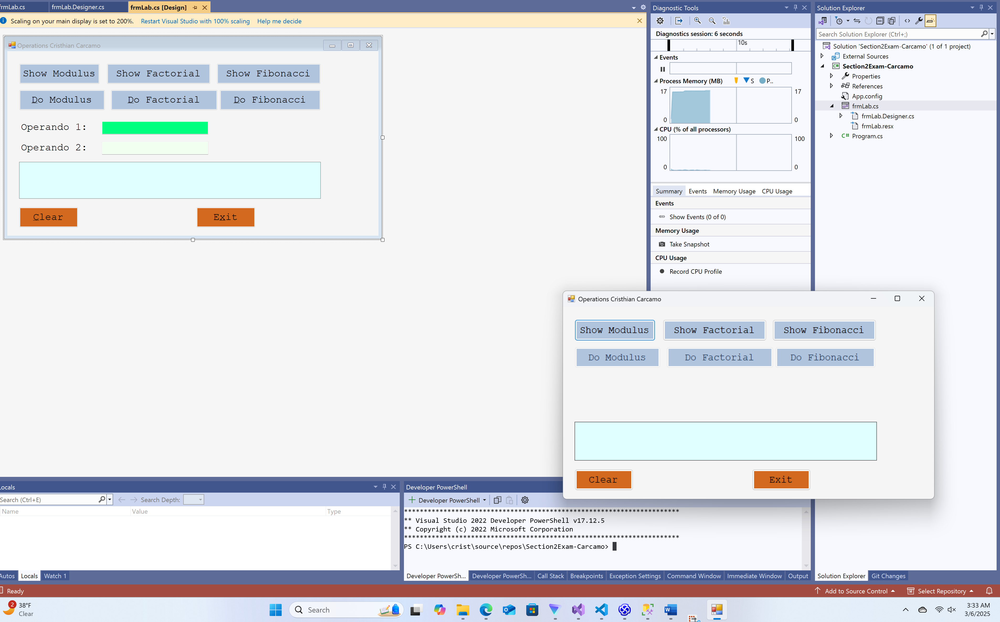 frmLab.cs
frmLab.Designer.cs
frmLab.cs [Design]
Scaling on your main display is set to 200%. Restart Visual Studio with 100% scaling Help me decide
Operations Cristhian Carcamo
Show Modulus
Show Factorial
Show Fibonacci
Do Modulus
Do Factorial
Do Fibonacci
Operando 1:
Operando 2:
Clear
Exit
Diagnostic Tools
Diagnostics session: 6 seconds
10s
Events
Process Memory (MB)
S
P..
17
17
0
0
CPU (% of all processors)
100
100
0
0
Summary
Events
Memory Usage
CPU Usage
Events
Show Events (0 of 0)
Memory Usage
Take Snapshot
CPU Usage
Record CPU Profile
Solution Explorer
Search Solution Explorer (Ctrl+;)
Solution 'Section2Exam-Carcamo' (1 of 1 project)
External Sources
C# Section2Exam-Carcamo
Properties
References
App.config
frmLab.cs
frmLab.Designer.cs
frmLab.resx
C# Program.cs
Operations Cristhian Carcamo
Show Modulus
Show Factorial
Show Fibonacci
Do Modulus
Do Factorial
Do Fibonacci
Clear
Exit
Locals
Search (Ctrl+E)
Search Depth:
Name
Value
Type
Autos
Locals
Watch 1
Developer PowerShell
Developer PowerShell
**********************************************************************
** Visual Studio 2022 Developer PowerShell v17.12.5
** Copyright (c) 2022 Microsoft Corporation
**********************************************************************
PS C:\Users\crist\source\repos\Section2Exam-Carcamo>
Developer PowerSh...
Developer PowerSh...
Call Stack
Breakpoints
Exception Settings
Command Window
Immediate Window
Output
Solution Explorer
Git Changes
Ready
Add to Source Control
Select Repository
2
38°F
Clear
Search
3:33 AM
3/6/2025